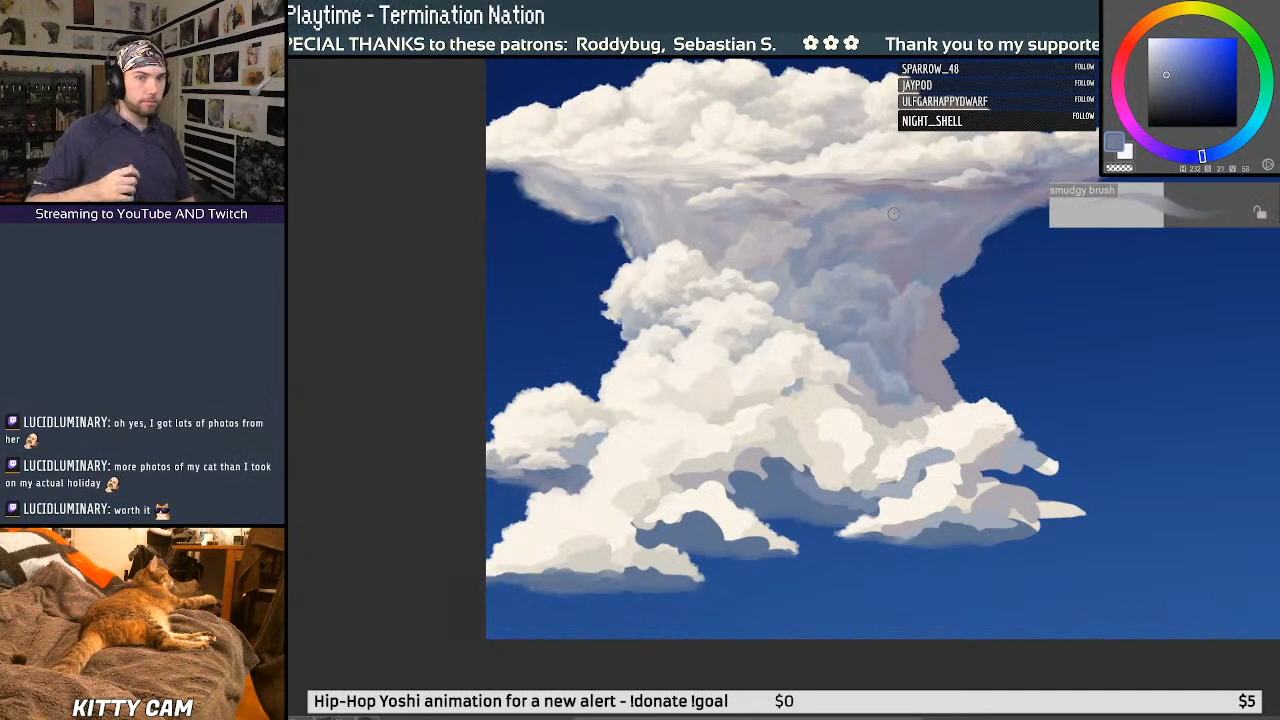 Playtime - Termination Nation
PECIAL THANKS to these patrons: Roddybug, Sebastian S. ✿ ✿ ✿ Thank you to my supporte
SPARROW_48 FOLLOW
JAYPOD FOLLOW
ULFGARHAPPYDWARF FOLLOW
NIGHT_SHELL FOLLOW
H 232 S 21 V 58
smudgy brush
Streaming to YouTube AND Twitch
LUCIDLUMINARY: oh yes, I got lots of photos from
her
LUCIDLUMINARY: more photos of my cat than I took
on my actual holiday
LUCIDLUMINARY: worth it
KITTY CAM
Hip-Hop Yoshi animation for a new alert - !donate !goal $0 $5